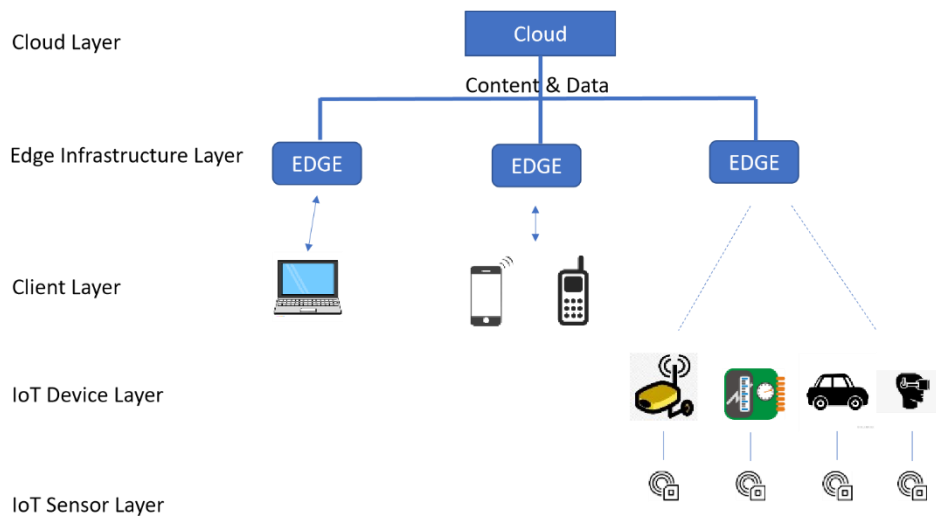 Cloud Layer
Cloud
Content & Data
Edge Infrastructure Layer
EDGE
EDGE
EDGE
Client Layer
IoT Device Layer
IoT Sensor Layer